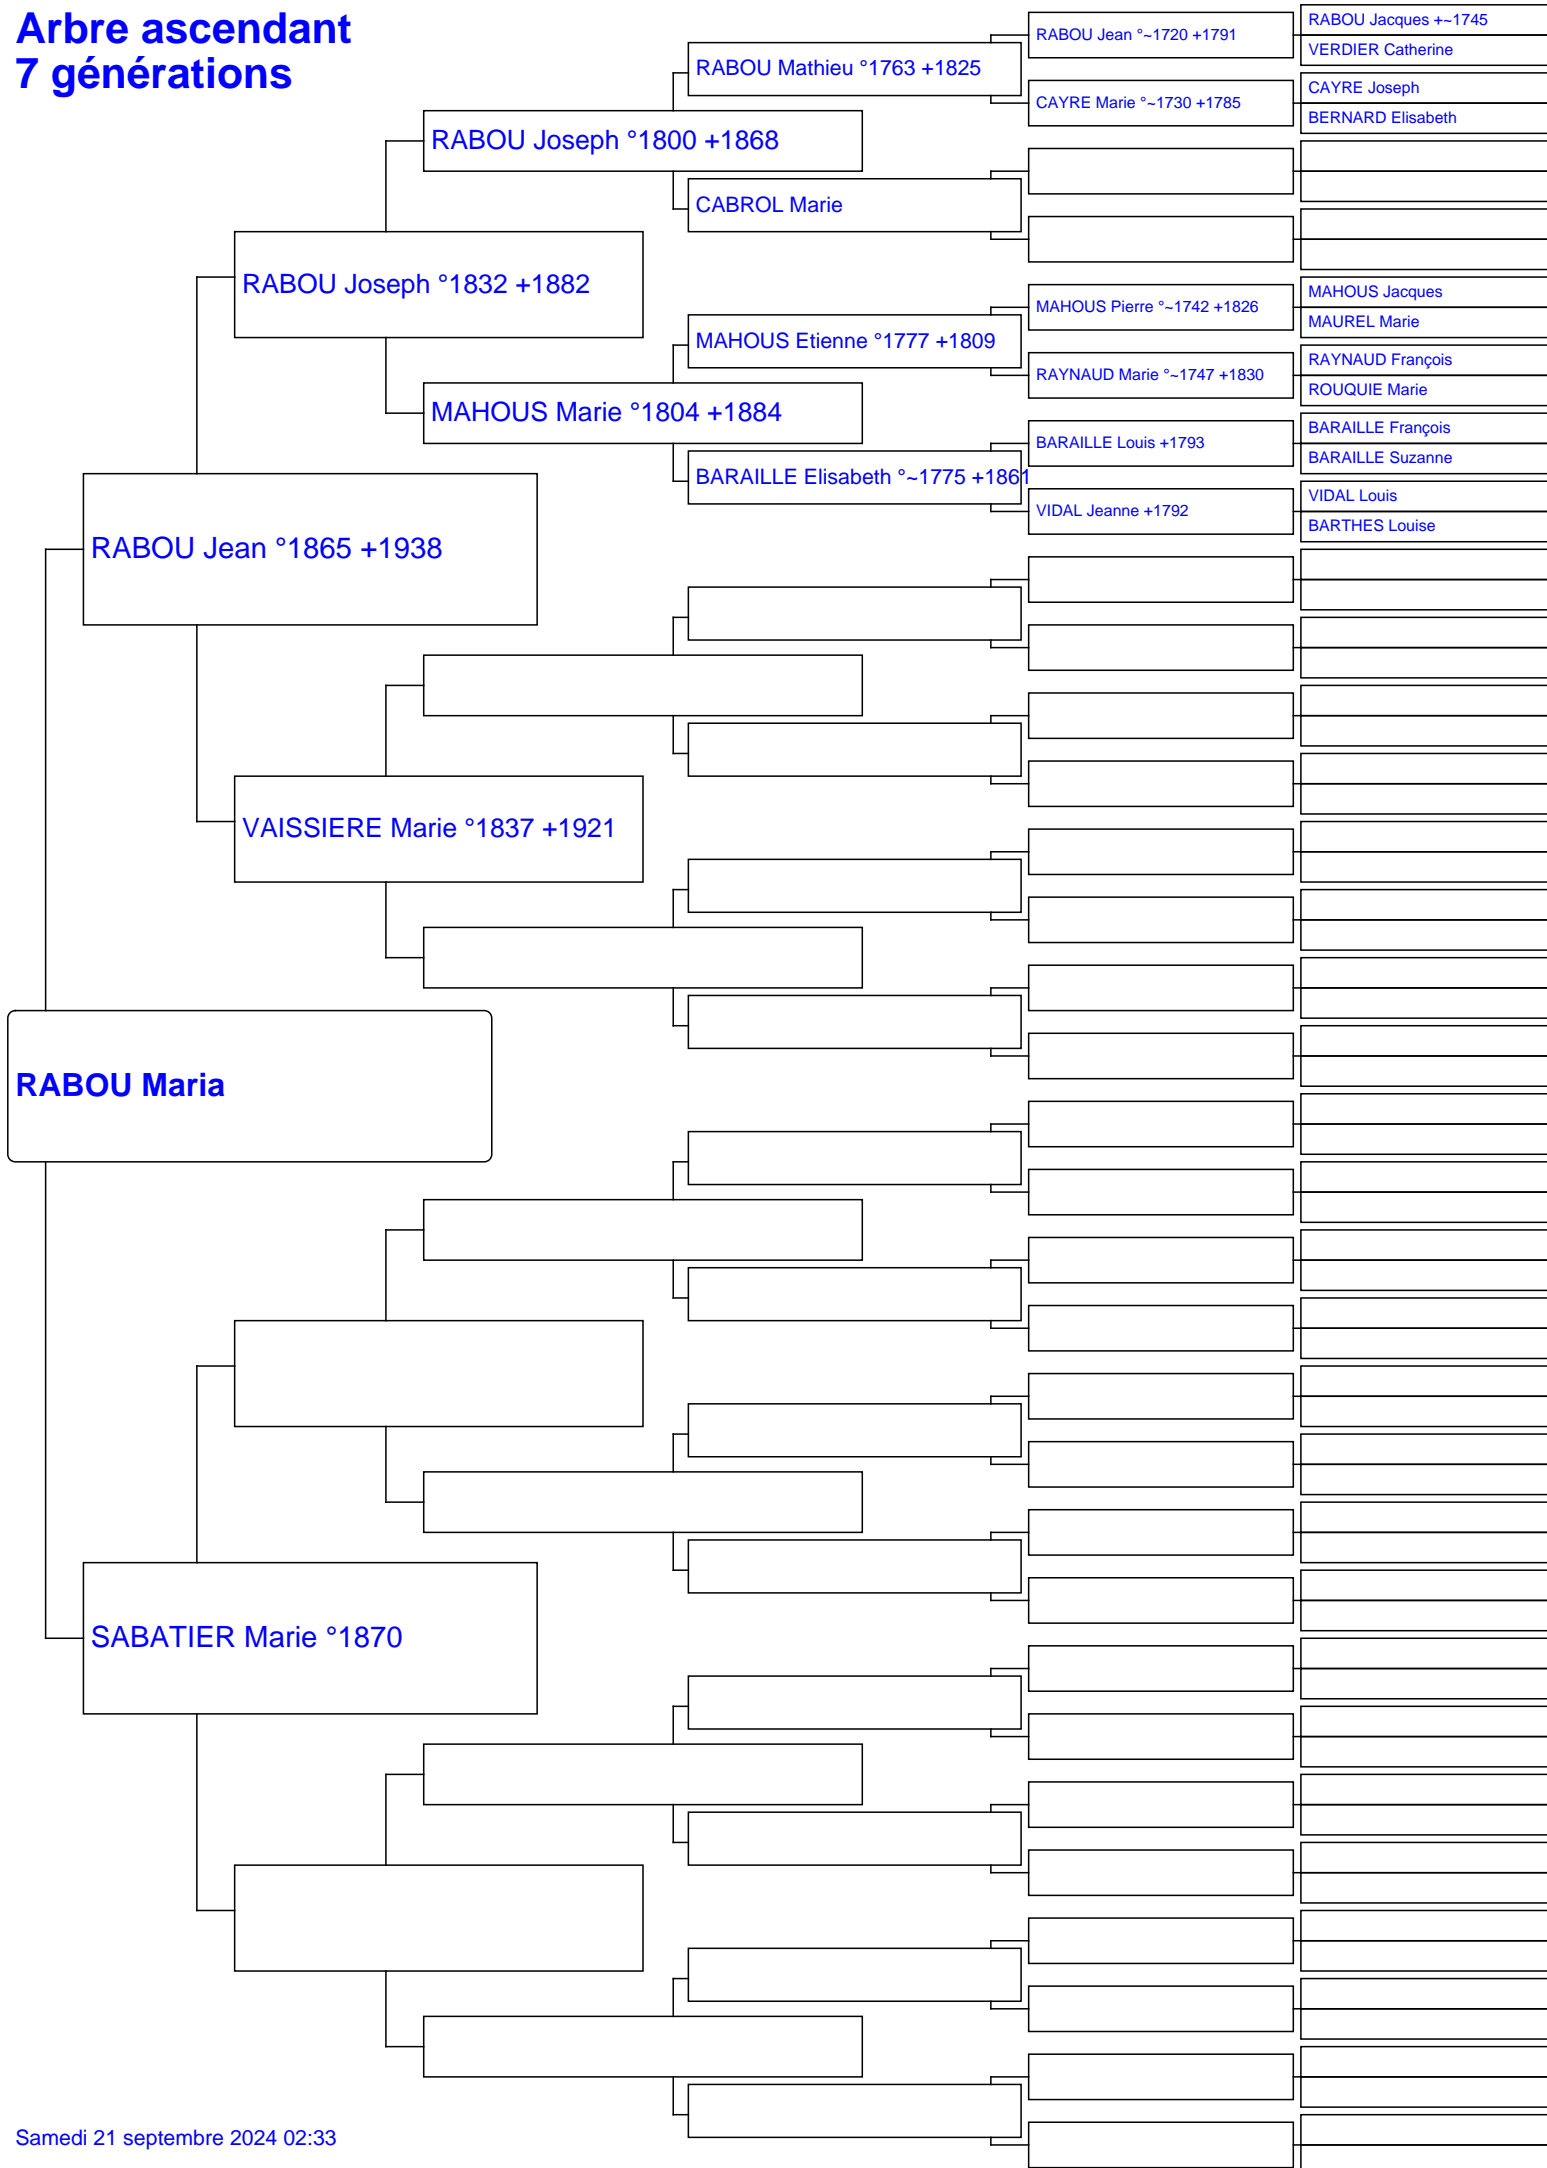 Arbre ascendant
7 générations
RABOU Jean °~1720 +1791
RABOU Jacques +~1745
VERDIER Catherine
RABOU Mathieu °1763 +1825
CAYRE Marie °~1730 +1785
CAYRE Joseph
BERNARD Elisabeth
RABOU Joseph °1800 +1868
CABROL Marie
RABOU Joseph °1832 +1882
MAHOUS Pierre °~1742 +1826
MAHOUS Jacques
MAUREL Marie
MAHOUS Etienne °1777 +1809
RAYNAUD Marie °~1747 +1830
RAYNAUD François
ROUQUIE Marie
MAHOUS Marie °1804 +1884
BARAILLE Louis +1793
BARAILLE François
BARAILLE Suzanne
BARAILLE Elisabeth °~1775 +1861
VIDAL Jeanne +1792
VIDAL Louis
BARTHES Louise
RABOU Jean °1865 +1938
VAISSIERE Marie °1837 +1921
RABOU Maria
SABATIER Marie °1870
Samedi 21 septembre 2024 02:33